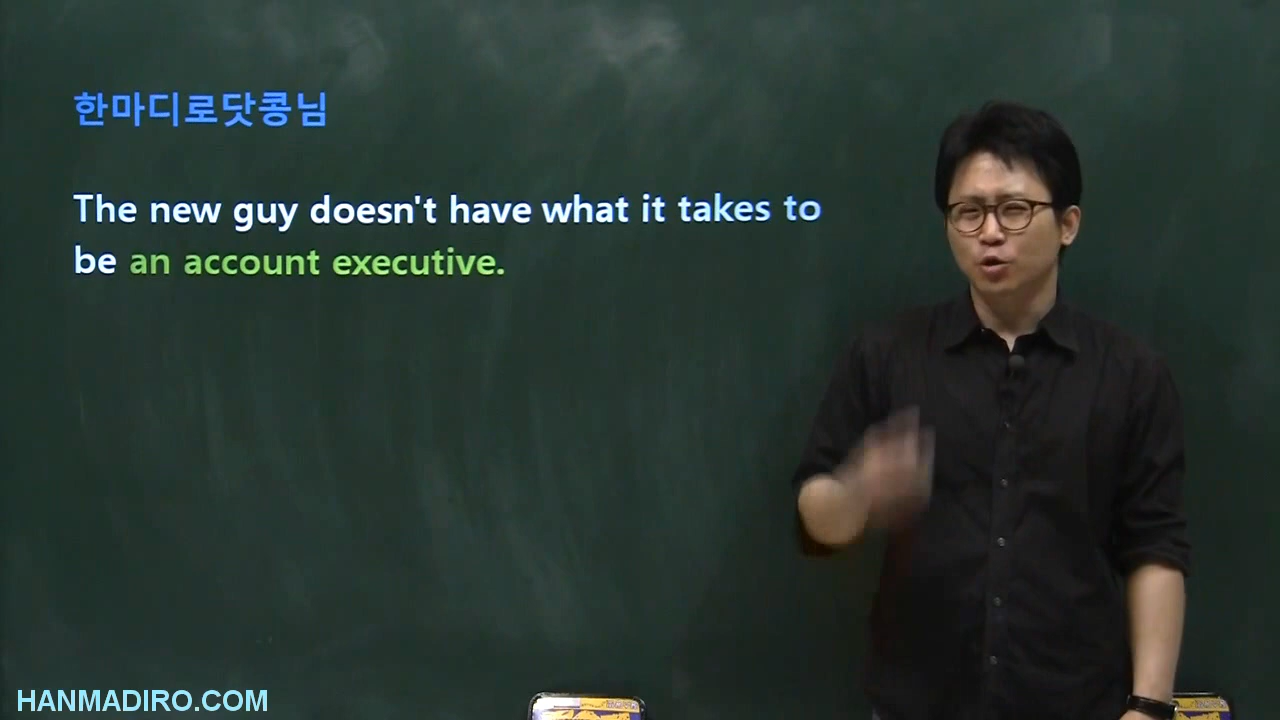 한마디로닷콩님
The new guy doesn't have what it takes to
be an account executive.
HANMADIRO.COM